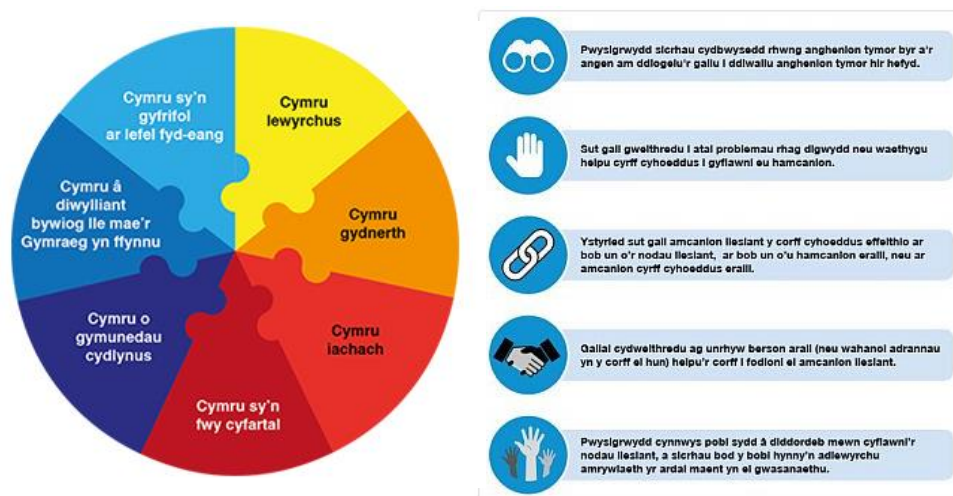 Cymru sy'n
gyfrifol
ar lefel fyd-eang
Cymru
lewyrchus
Cymru â
diwylliant
bywiog lle mae'r
Gymraeg yn ffynnu
Cymru
gydnerth
Cymru o
gymunedau
cydlynus
Cymru
iachach
Cymru sy'n
fwy cyfartal
Pwysigrwydd sicrhau cydbwysedd rhwng anghenion tymor byr a'r
angen am ddiogelu'r gallu i ddiwallu anghenion tymor hir hefyd.
Sut gall gweithredu i atal problemau rhag digwydd neu waethygu
helpu cyrff cyhoeddus i gyflawni eu hamcanion.
Ystyried sut gall amcanion llesiant y corff cyhoeddus effeithio ar
bob un o'r nodau llesiant, ar bob un o'u hamcanion eraill, neu ar
amcanion cyrff cyhoeddus eraill.
Gallai cydweithredu ag unrhyw berson arall (neu wahanol adrannau
yn y corff ei hun) helpu'r corff i fodloni ei amcanion llesiant.
Pwysigrwydd cynnwys pobl sydd â diddordeb mewn cyflawni'r
nodau llesiant, a sicrhau bod y bobl hynny'n adlewyrchu
amrywiaeth yr ardal maent yn ei gwasanaethu.